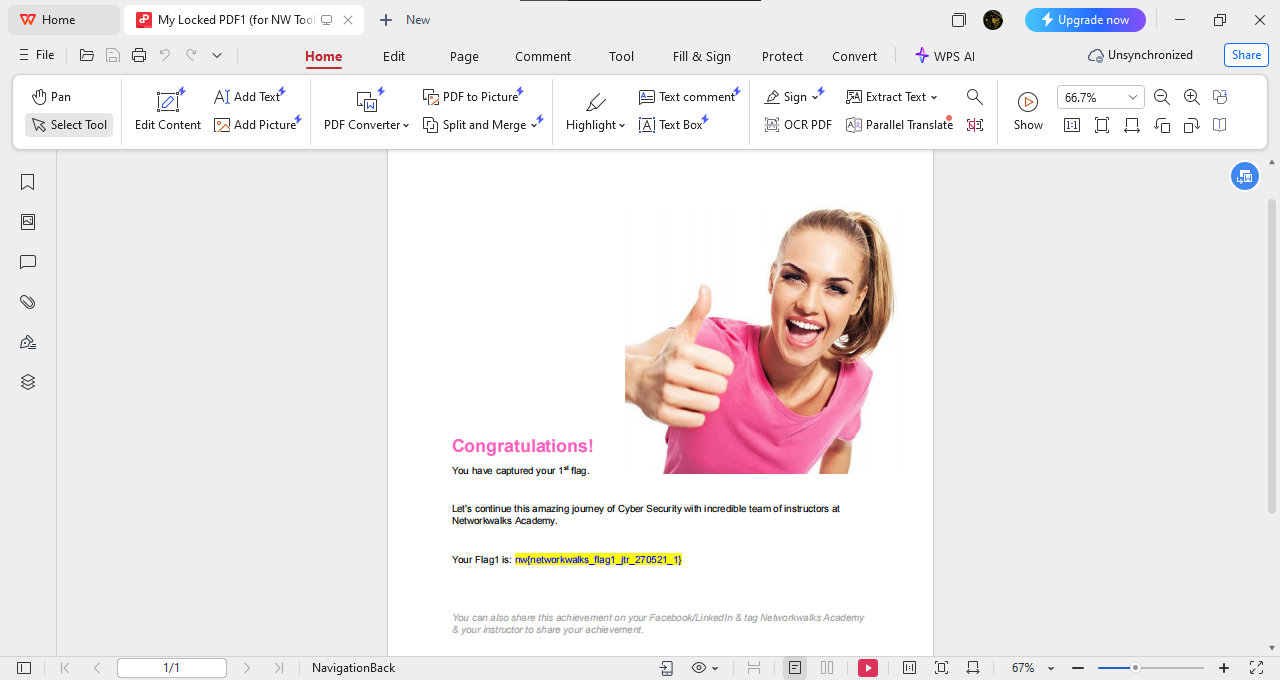 Home
My Locked PDF1 (for NW Tool
New
Upgrade now
File
Home
Edit
Page
Comment
Tool
Fill & Sign
Protect
Convert
WPS AI
Unsynchronized
Share
Pan
Select Tool
Edit Content
Add Text
Add Picture
PDF Converter
PDF to Picture
Split and Merge
Highlight
Text comment
Text Box
Sign
OCR PDF
Extract Text
Parallel Translate
Show
66.7%
1:1
Congratulations!
You have captured your 1st flag.
Let's continue this amazing journey of Cyber Security with incredible team of instructors at
Networkwalks Academy.
Your Flag1 is: nw{networkwalks_flag1_jtr_270521_1}
You can also share this achievement on your Facebook/LinkedIn & tag Networkwalks Academy
& your instructor to share your achievement.
1/1
NavigationBack
67%